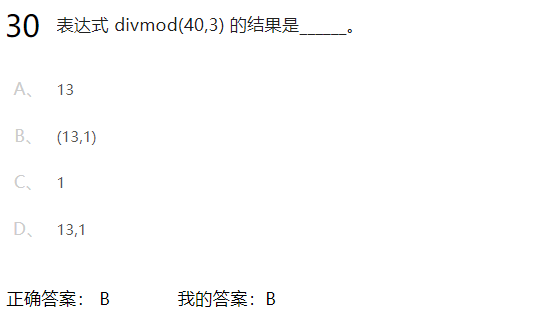 30 表达式 divmod(40,3) 的结果是______。
A、 13
B、 (13,1)
C、 1
D、 13,1
正确答案： B 我的答案：B